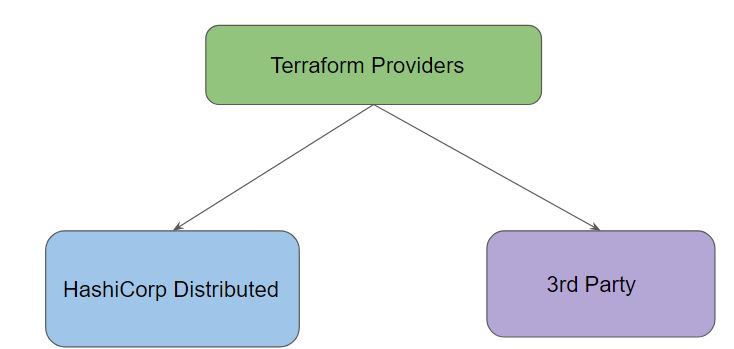 Terraform Providers
HashiCorp Distributed
3rd Party